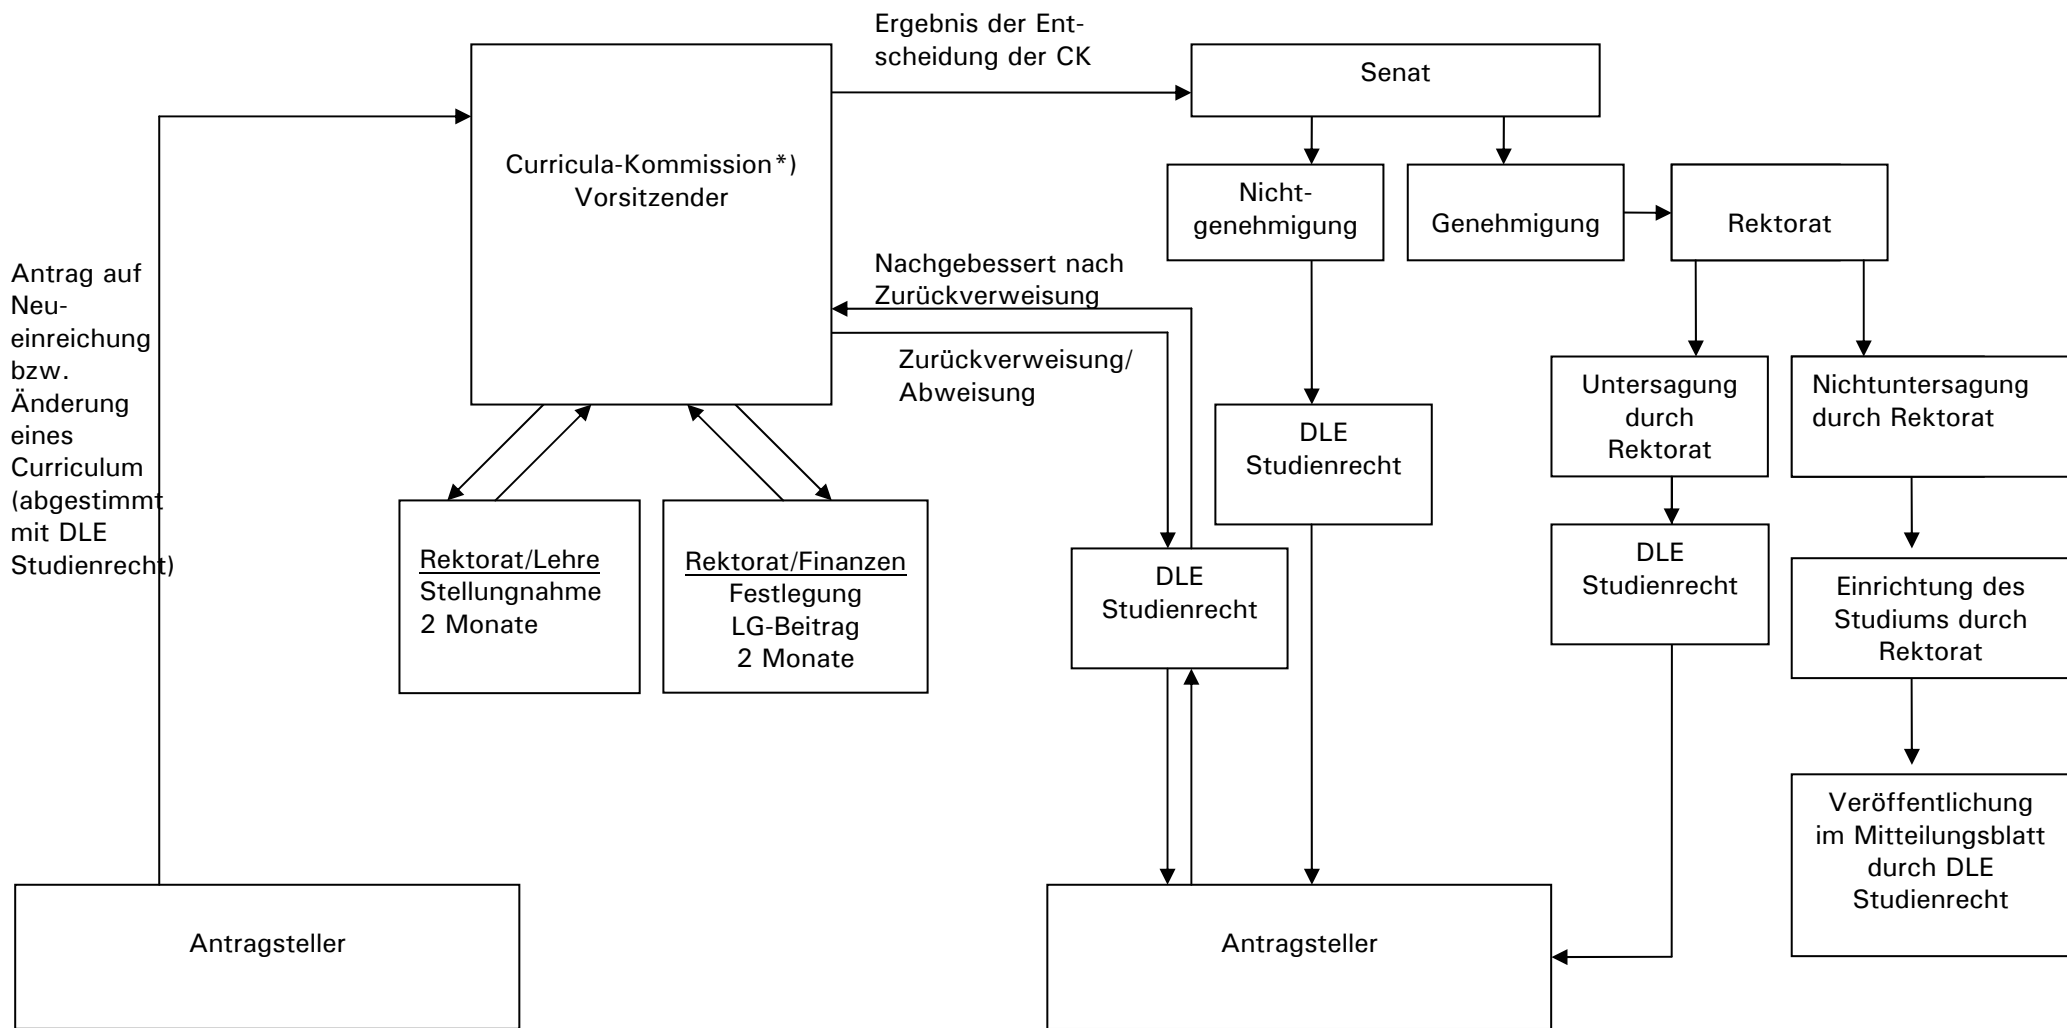 Ergebnis der Ent-
scheidung der CK
Senat
Curricula-Kommission*)
Vorsitzender
Nicht-
genehmigung
Genehmigung
Rektorat
Antrag auf
Neu-
einreichung
bzw.
Änderung
eines
Curriculum
(abgestimmt
mit DLE
Studienrecht)
Nachgebessert nach
Zurückverweisung
Zurückverweisung/
Abweisung
Untersagung
durch
Rektorat
Nichtuntersagung
durch Rektorat
DLE
Studienrecht
Rektorat/Lehre
Stellungnahme
2 Monate
Rektorat/Finanzen
Festlegung
LG-Beitrag
2 Monate
DLE
Studienrecht
DLE
Studienrecht
Einrichtung des
Studiums durch
Rektorat
Veröffentlichung
im Mitteilungsblatt
durch DLE
Studienrecht
Antragsteller
Antragsteller